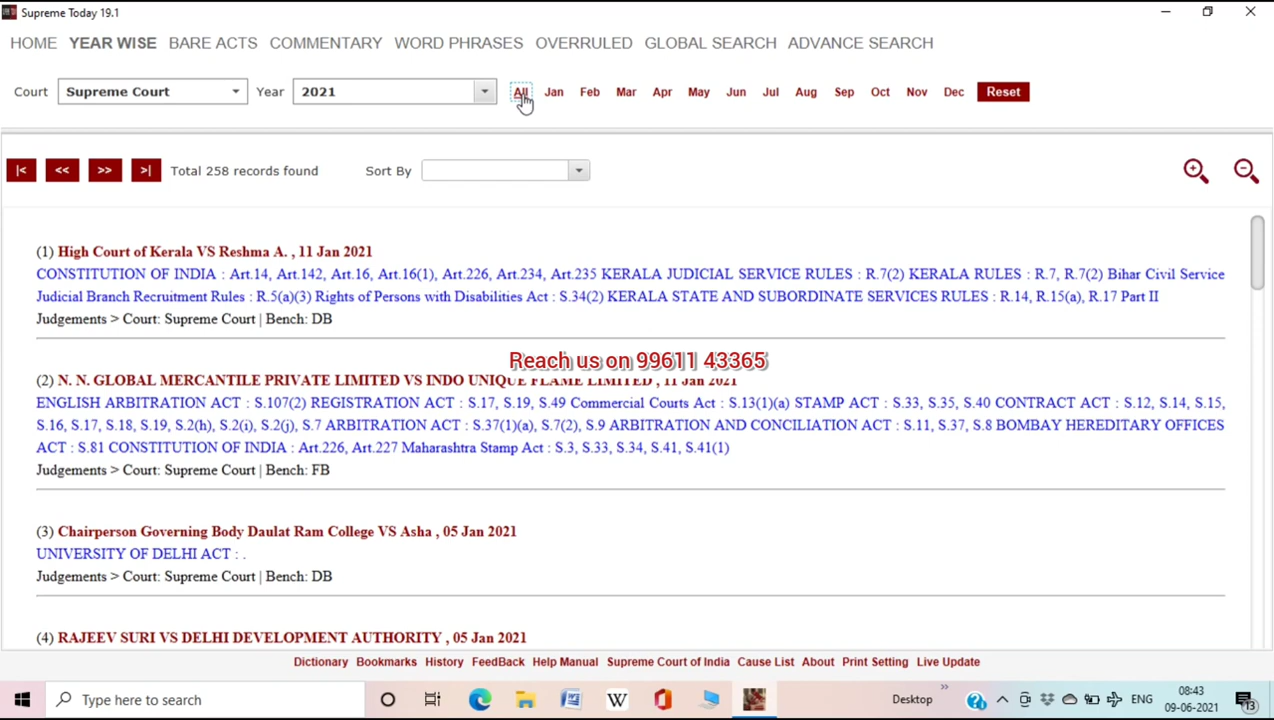 Supreme Today 19.1
HOME YEAR WISE BARE ACTS COMMENTARY WORD PHRASES OVERRULED GLOBAL SEARCH ADVANCE SEARCH
Court Supreme Court Year 2021 All Jan Feb Mar Apr May Jun Jul Aug Sep Oct Nov Dec Reset
|< << >> >| Total 258 records found Sort By
(1) High Court of Kerala VS Reshma A. , 11 Jan 2021
CONSTITUTION OF INDIA : Art.14, Art.142, Art.16, Art.16(1), Art.226, Art.234, Art.235 KERALA JUDICIAL SERVICE RULES : R.7(2) KERALA RULES : R.7, R.7(2) Bihar Civil Service
Judicial Branch Recruitment Rules : R.5(a)(3) Rights of Persons with Disabilities Act : S.34(2) KERALA STATE AND SUBORDINATE SERVICES RULES : R.14, R.15(a), R.17 Part II
Judgements > Court: Supreme Court | Bench: DB
Reach us on 99611 43365
(2) N. N. GLOBAL MERCANTILE PRIVATE LIMITED VS INDO UNIQUE FLAME LIMITED , 11 Jan 2021
ENGLISH ARBITRATION ACT : S.107(2) REGISTRATION ACT : S.17, S.19, S.49 Commercial Courts Act : S.13(1)(a) STAMP ACT : S.33, S.35, S.40 CONTRACT ACT : S.12, S.14, S.15,
S.16, S.17, S.18, S.19, S.2(h), S.2(i), S.2(j), S.7 ARBITRATION ACT : S.37(1)(a), S.7(2), S.9 ARBITRATION AND CONCILIATION ACT : S.11, S.37, S.8 BOMBAY HEREDITARY OFFICES
ACT : S.81 CONSTITUTION OF INDIA : Art.226, Art.227 Maharashtra Stamp Act : S.3, S.33, S.34, S.41, S.41(1)
Judgements > Court: Supreme Court | Bench: FB
(3) Chairperson Governing Body Daulat Ram College VS Asha , 05 Jan 2021
UNIVERSITY OF DELHI ACT : .
Judgements > Court: Supreme Court | Bench: DB
(4) RAJEEV SURI VS DELHI DEVELOPMENT AUTHORITY , 05 Jan 2021
Dictionary Bookmarks History FeedBack Help Manual Supreme Court of India Cause List About Print Setting Live Update
Type here to search
Desktop
ENG
08:43
09-06-2021
13